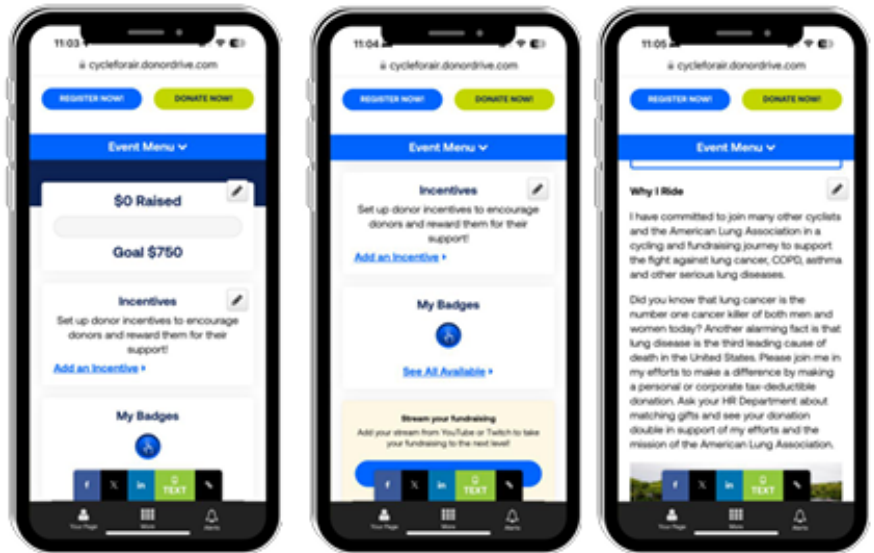 11:03
cycleforair.donordrive.com
REGISTER NOW!
DONATE NOW!
Event Menu
$0 Raised
Goal $750
Incentives
Set up donor incentives to encourage
donors and reward them for their
support!
Add an Incentive
My Badges
f X in TEXT
Your Page
More
Alerts
11:04
cycleforair.donordrive.com
REGISTER NOW!
DONATE NOW!
Event Menu
Incentives
Set up donor incentives to encourage
donors and reward them for their
support!
Add an Incentive
My Badges
See All Available
Stream your fundraising
Add your stream from YouTube or Twitch to take
your fundraising to the next level!
f X in TEXT
Your Page
More
Alerts
11:05
cycleforair.donordrive.com
REGISTER NOW!
DONATE NOW!
Event Menu
Why I Ride
I have committed to join many other cyclists
and the American Lung Association in a
cycling and fundraising journey to support
the fight against lung cancer, COPD, asthma
and other serious lung diseases.
Did you know that lung cancer is the
number one cancer killer of both men and
women today? Another alarming fact is that
lung disease is the third leading cause of
death in the United States. Please join me in
my efforts to make a difference by making
a personal or corporate tax-deductible
donation. Ask your HR Department about
matching gifts and see your donation
double in support of my efforts and the
mission of the American Lung Association.
f X in TEXT
Your Page
More
Alerts